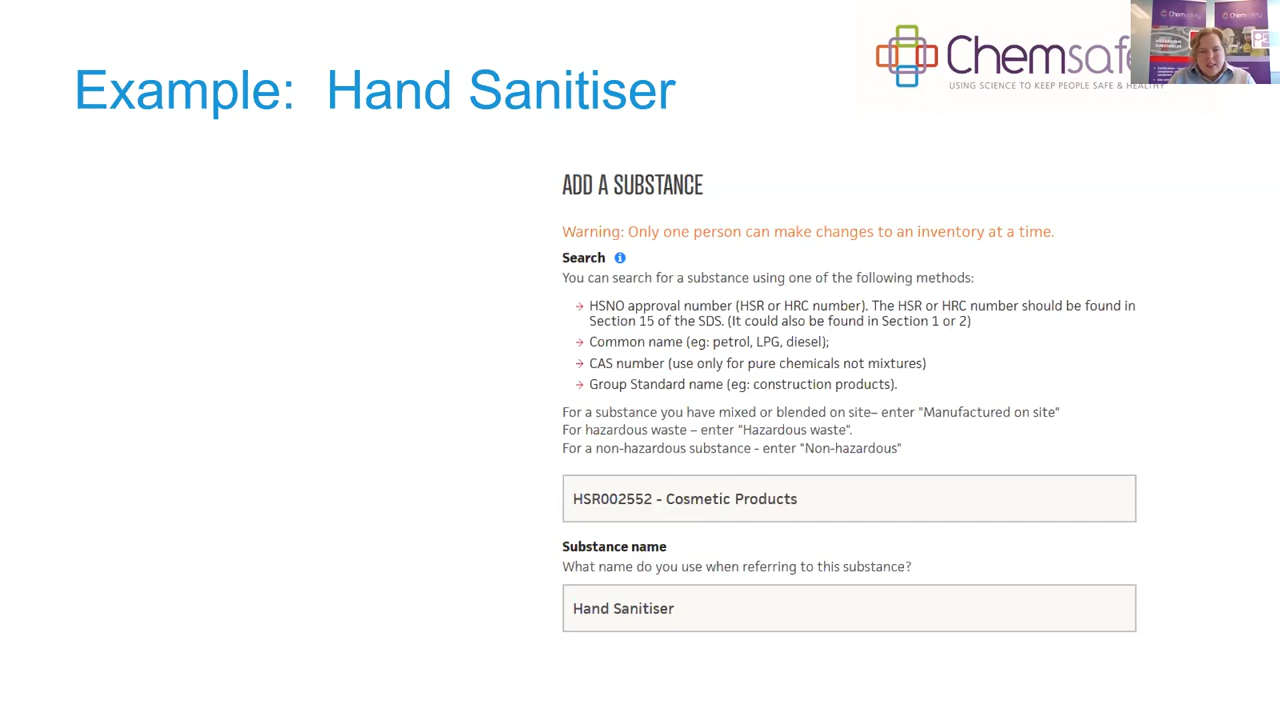 Example: Hand Sanitiser
Chemsafe
USING SCIENCE TO KEEP PEOPLE SAFE & HEALTHY
ADD A SUBSTANCE
Warning: Only one person can make changes to an inventory at a time.
Search
You can search for a substance using one of the following methods:
→ HSNO approval number (HSR or HRC number). The HSR or HRC number should be found in
Section 15 of the SDS. (It could also be found in Section 1 or 2)
→ Common name (eg: petrol, LPG, diesel);
→ CAS number (use only for pure chemicals not mixtures)
→ Group Standard name (eg: construction products).
For a substance you have mixed or blended on site– enter "Manufactured on site"
For hazardous waste – enter "Hazardous waste".
For a non-hazardous substance - enter "Non-hazardous"
HSR002552 - Cosmetic Products
Substance name
What name do you use when referring to this substance?
Hand Sanitiser